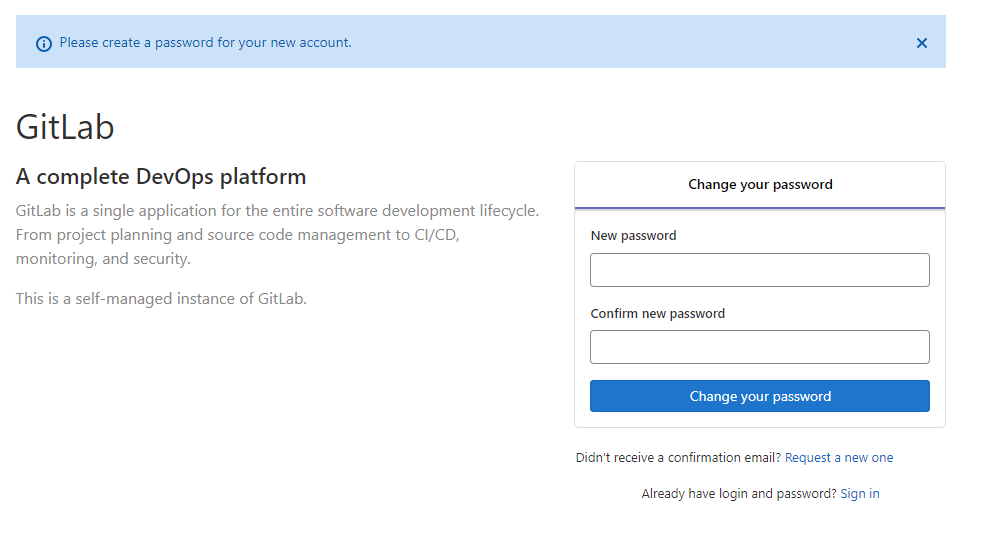 Please create a password for your new account.
GitLab
A complete DevOps platform
GitLab is a single application for the entire software development lifecycle.
From project planning and source code management to CI/CD,
monitoring, and security.
This is a self-managed instance of GitLab.
Change your password
New password
Confirm new password
Change your password
Didn't receive a confirmation email? Request a new one
Already have login and password? Sign in